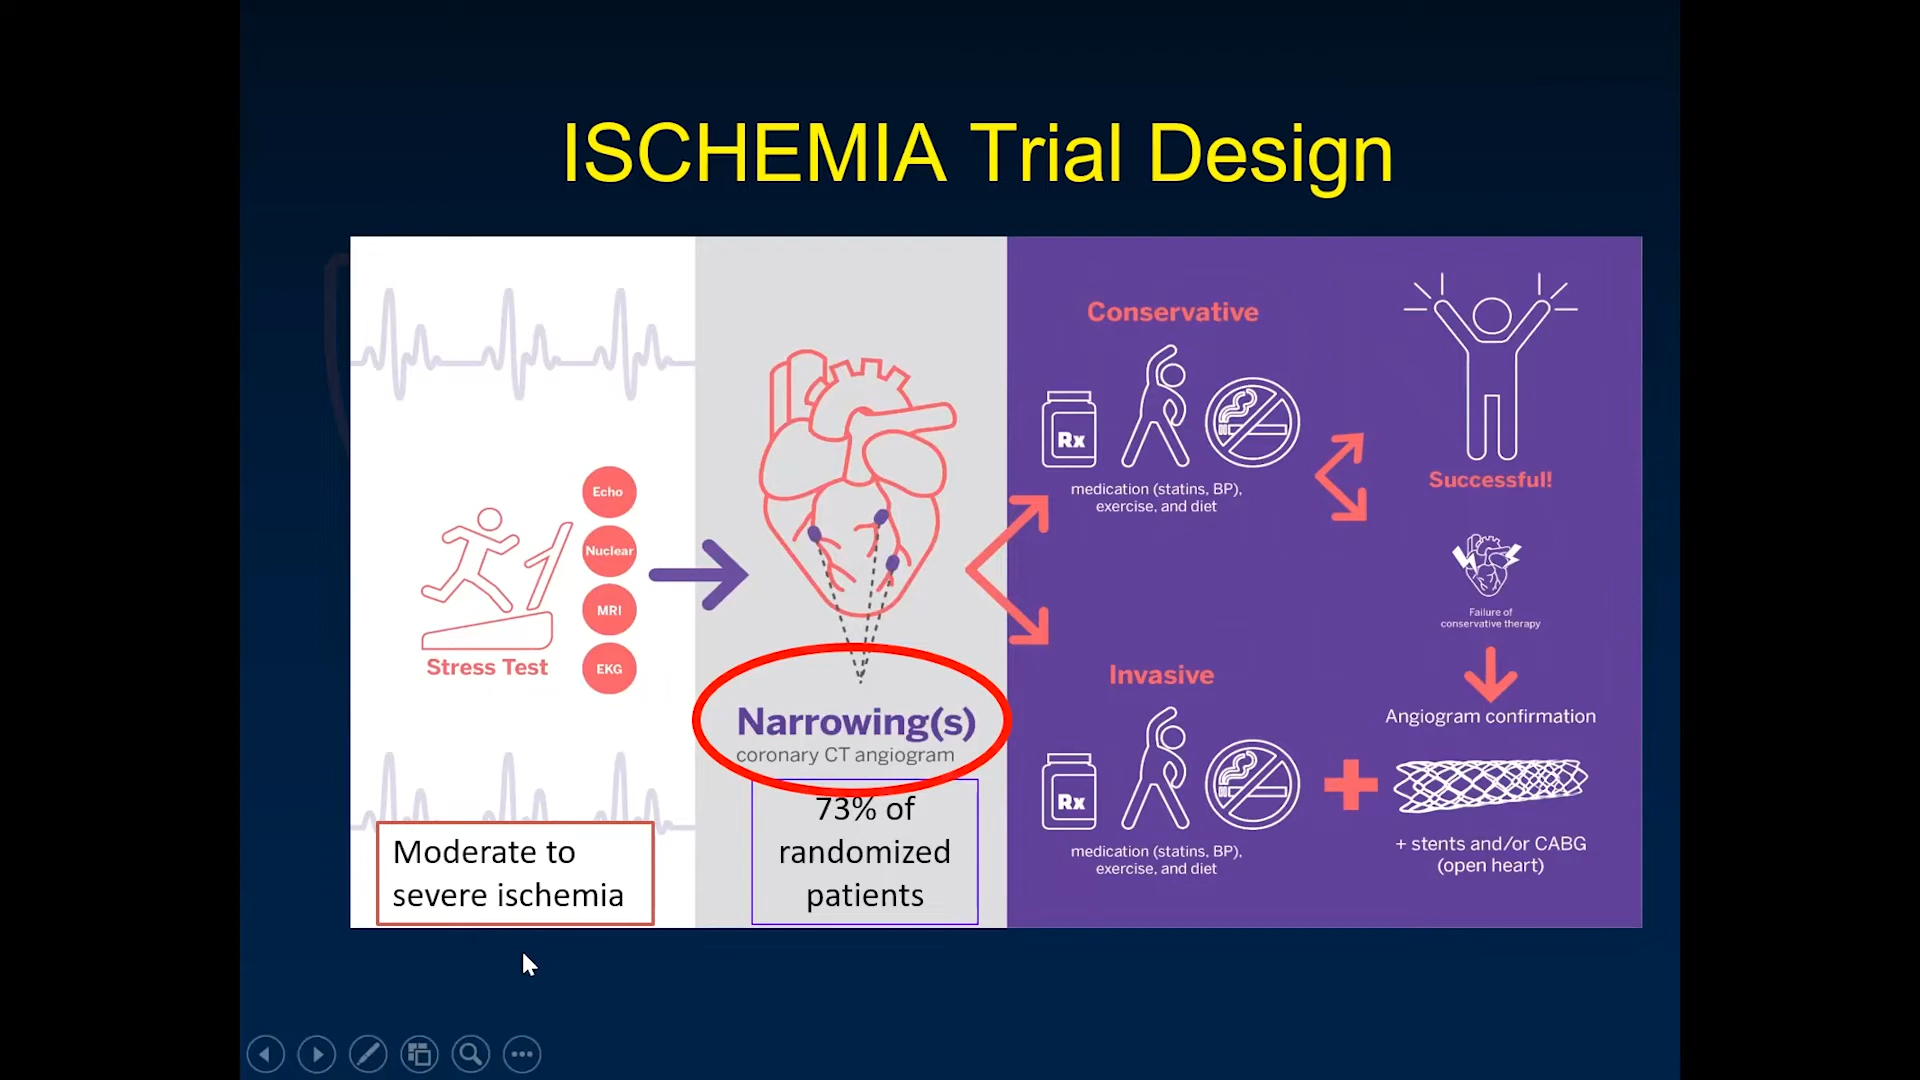 ISCHEMIA Trial Design
Echo
Nuclear
MRI
EKG
Stress Test
Moderate to
severe ischemia
Narrowing(s)
coronary CT angiogram
73% of
randomized
patients
Conservative
Rx
medication (statins, BP),
exercise, and diet
Successful!
Failure of
conservative therapy
Angiogram confirmation
Invasive
Rx
medication (statins, BP),
exercise, and diet
+ stents and/or CABG
(open heart)